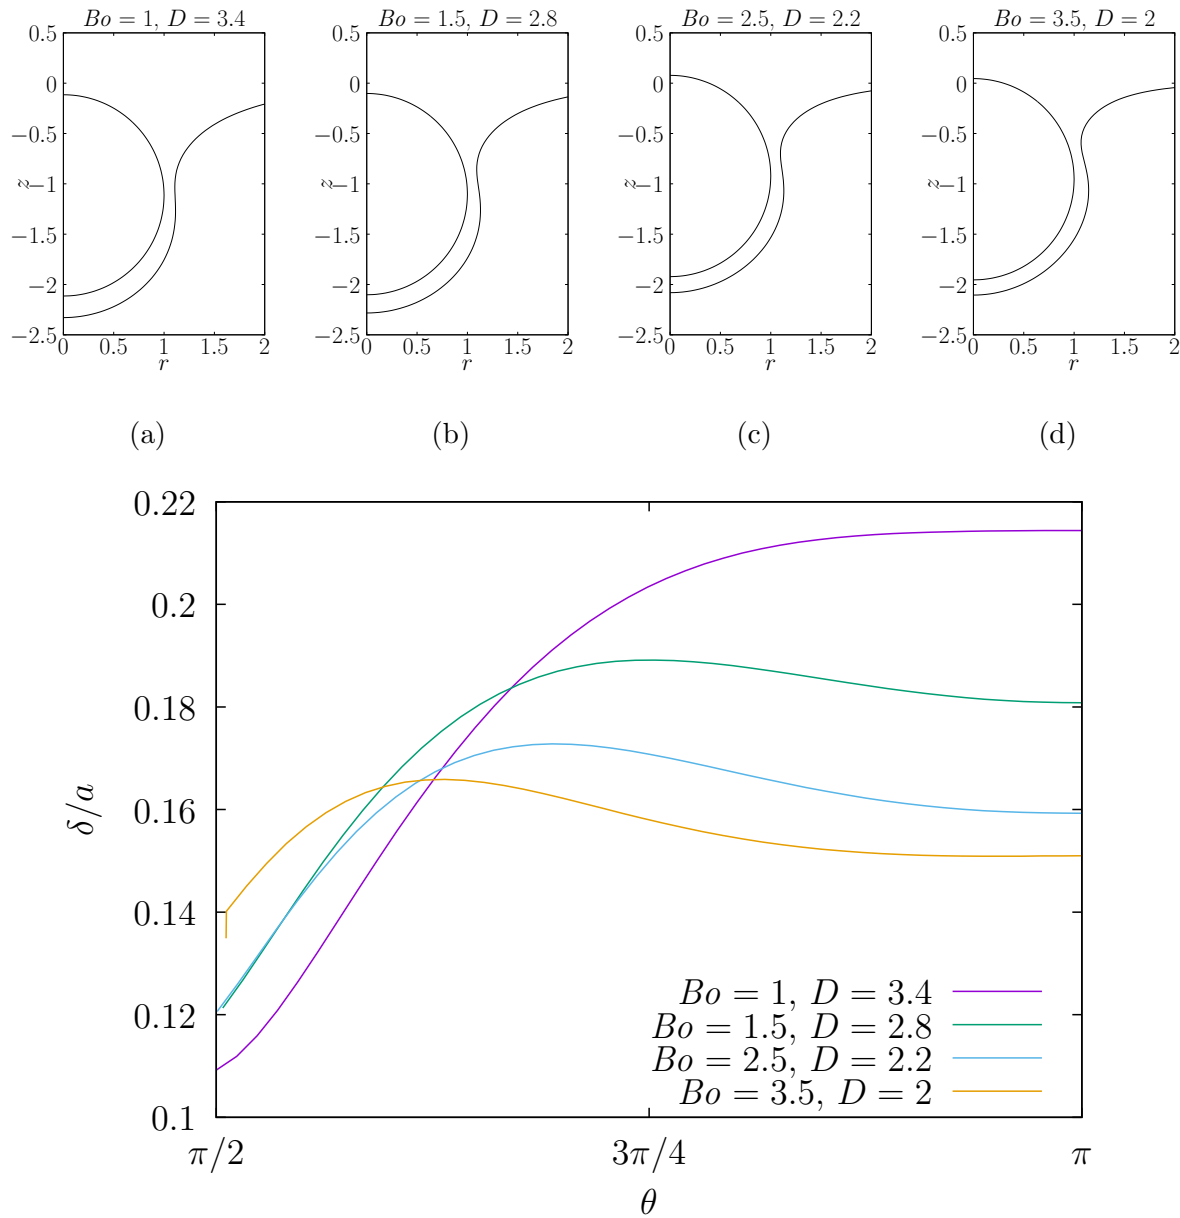 Bo = 1, D = 3.4
0.5
0
−0.5
−1
−1.5
−2
−2.5
z
0 0.5 1 1.5 2
r
(a)
Bo = 1.5, D = 2.8
0.5
0
−0.5
−1
−1.5
−2
−2.5
z
0 0.5 1 1.5 2
r
(b)
Bo = 2.5, D = 2.2
0.5
0
−0.5
−1
−1.5
−2
−2.5
z
0 0.5 1 1.5 2
r
(c)
Bo = 3.5, D = 2
0.5
0
−0.5
−1
−1.5
−2
−2.5
z
0 0.5 1 1.5 2
r
(d)
0.22
0.2
0.18
0.16
0.14
0.12
0.1
δ/a
Bo = 1, D = 3.4
Bo = 1.5, D = 2.8
Bo = 2.5, D = 2.2
Bo = 3.5, D = 2
π/2 3π/4 π
θ